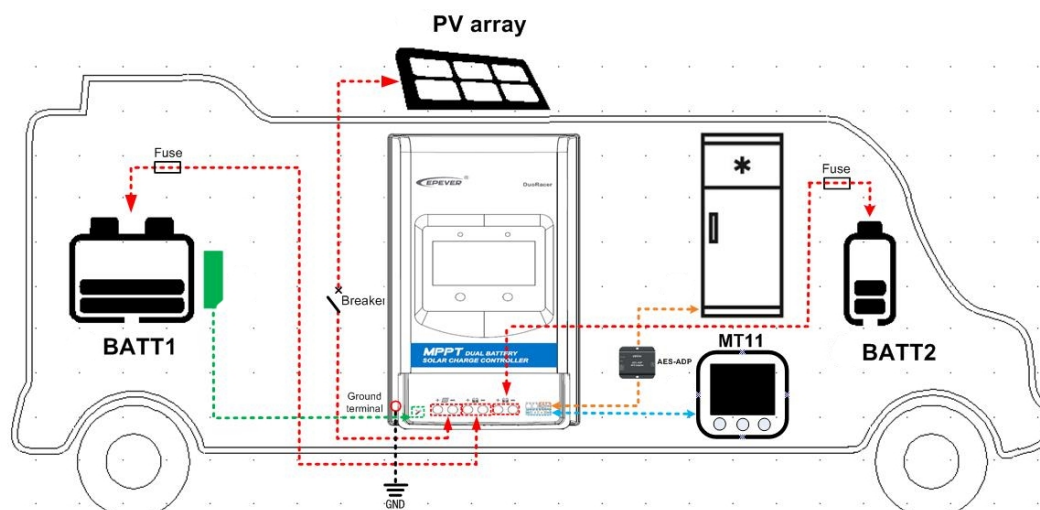 PV array
Fuse
EPEVER ®
DuoRacer
Fuse
Breaker
BATT1
MPPT DUAL BATTERY
SOLAR CHARGE CONTROLLER
AES-ADP
MT11
BATT2
Ground
terminal
GND